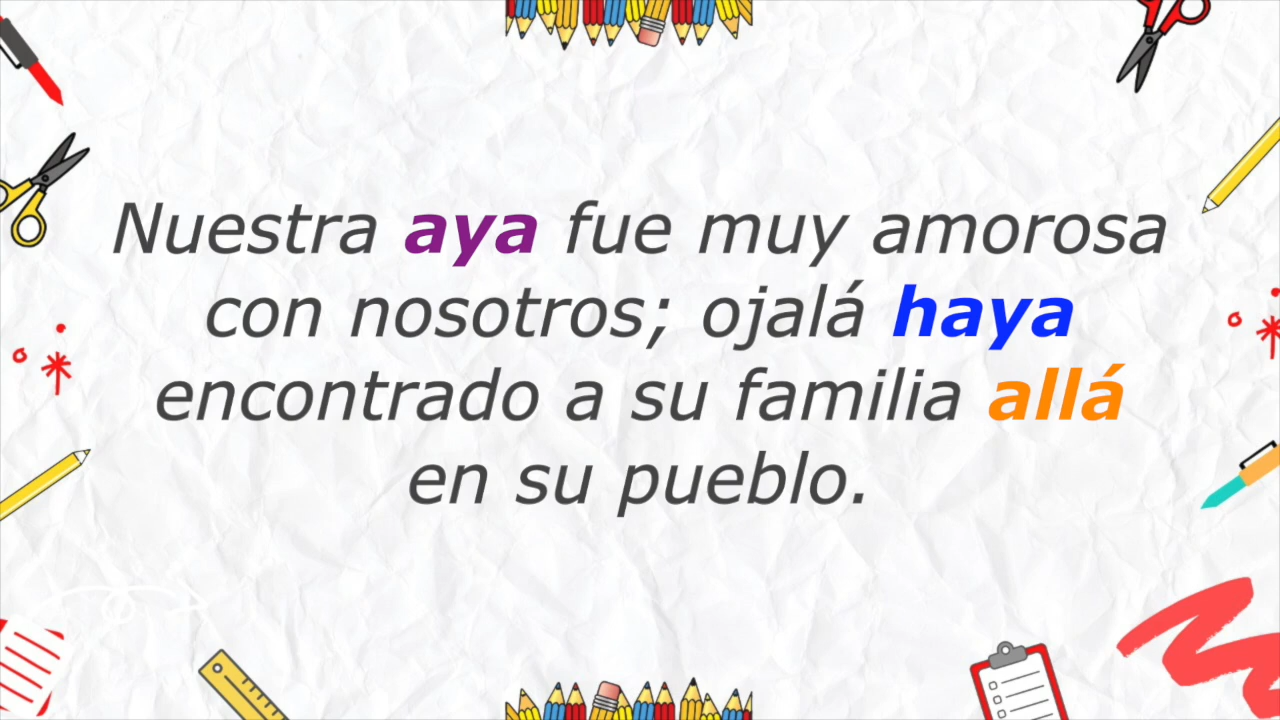 Nuestra aya fue muy amorosa
con nosotros; ojalá haya
encontrado a su familia allá
en su pueblo.